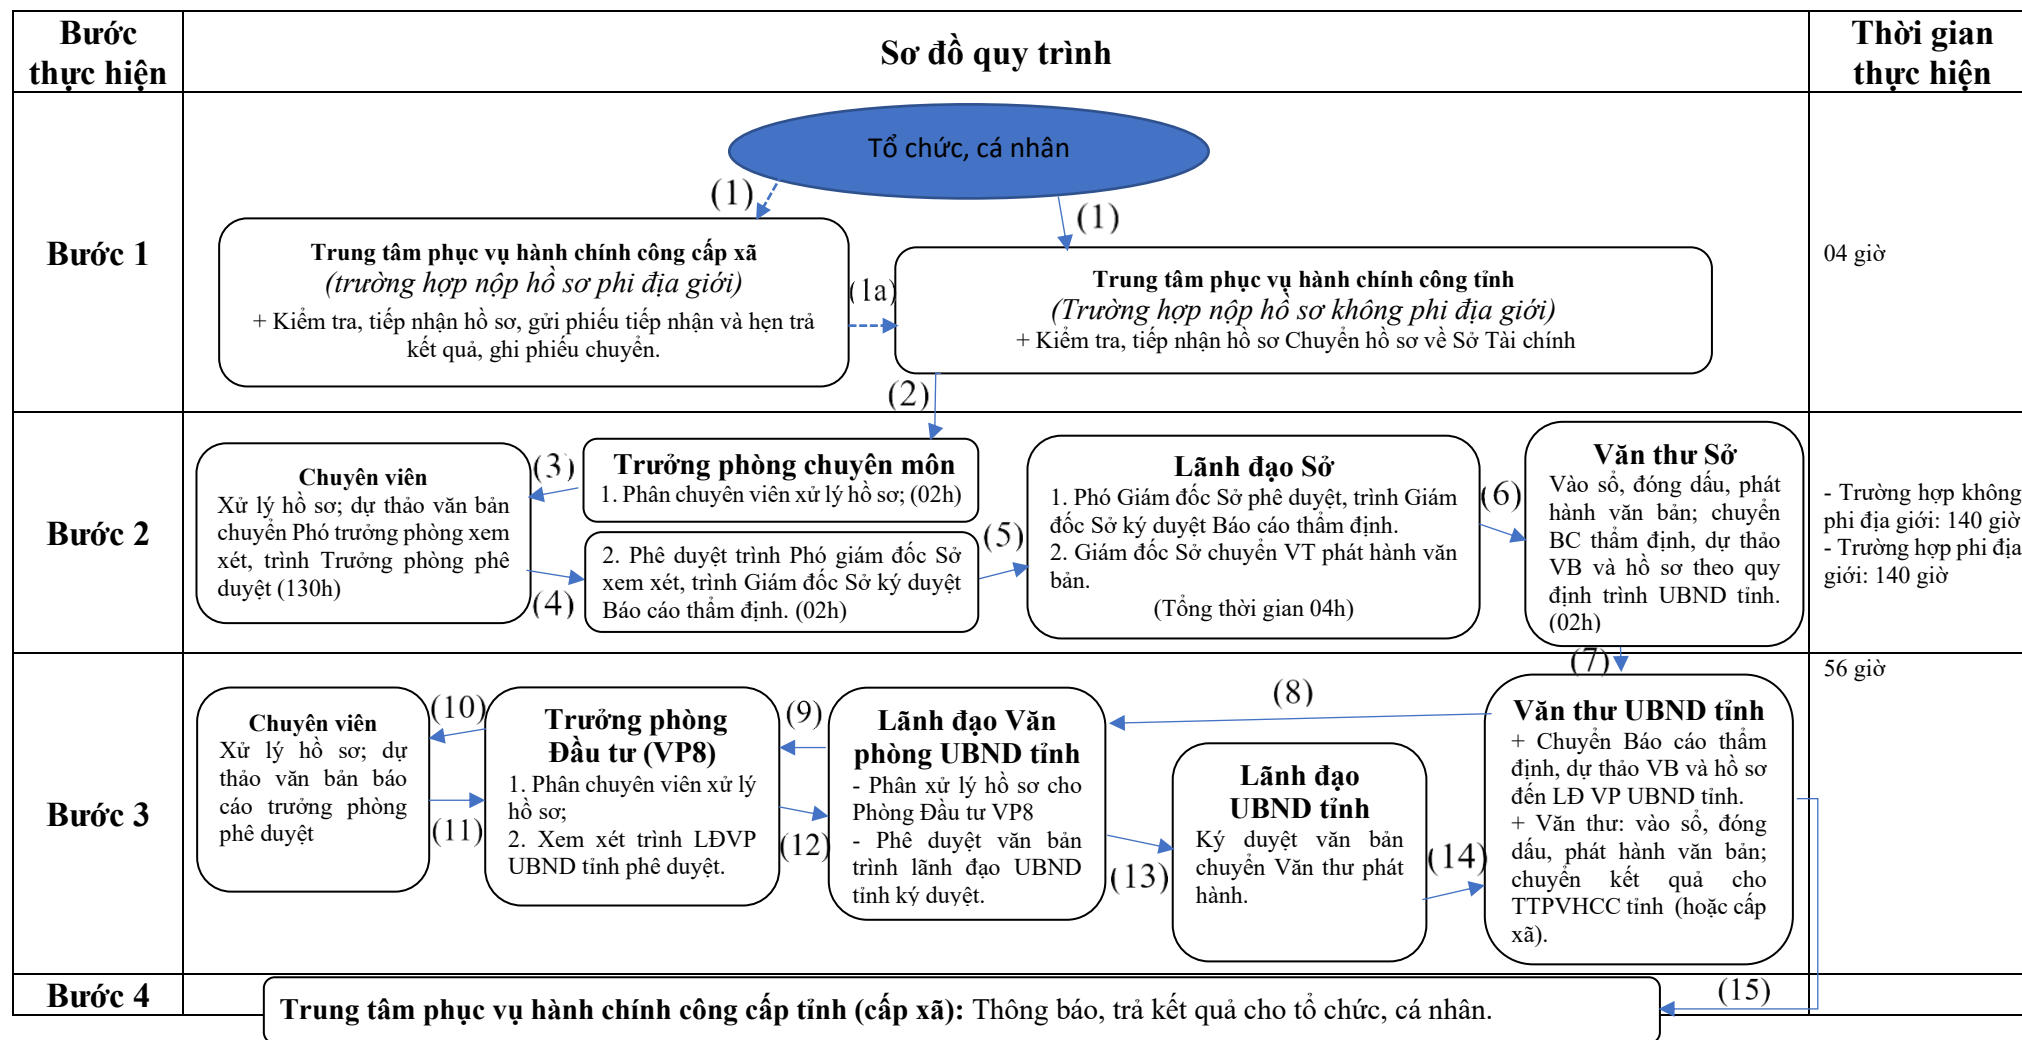 Bước
thực hiện
Sơ đồ quy trình
Thời gian
thực hiện
Bước 1
Tổ chức, cá nhân
(1)
(1)
Trung tâm phục vụ hành chính công cấp xã
(trường hợp nộp hồ sơ phi địa giới)
+ Kiểm tra, tiếp nhận hồ sơ, gửi phiếu tiếp nhận và hẹn trả
kết quả, ghi phiếu chuyển.
(1a)
Trung tâm phục vụ hành chính công tỉnh
(Trường hợp nộp hồ sơ không phi địa giới)
+ Kiểm tra, tiếp nhận hồ sơ Chuyển hồ sơ về Sở Tài chính
04 giờ
(2)
Bước 2
Chuyên viên
Xử lý hồ sơ; dự thảo văn bản
chuyển Phó trưởng phòng xem
xét, trình Trưởng phòng phê
duyệt (130h)
(3)
(4)
Trưởng phòng chuyên môn
1. Phân chuyên viên xử lý hồ sơ; (02h)
2. Phê duyệt trình Phó giám đốc Sở
xem xét, trình Giám đốc Sở ký duyệt
Báo cáo thẩm định. (02h)
(5)
Lãnh đạo Sở
1. Phó Giám đốc Sở phê duyệt, trình Giám
đốc Sở ký duyệt Báo cáo thẩm định.
2. Giám đốc Sở chuyển VT phát hành văn
bản.
(Tổng thời gian 04h)
(6)
Văn thư Sở
Vào sổ, đóng dấu, phát
hành văn bản; chuyển
BC thẩm định, dự thảo
VB và hồ sơ theo quy
định trình UBND tỉnh.
(02h)
- Trường hợp không
phi địa giới: 140 giờ
- Trường hợp phi địa
giới: 140 giờ
(7)
Bước 3
Chuyên viên
Xử lý hồ sơ; dự
thảo văn bản báo
cáo trưởng phòng
phê duyệt
(10)
(11)
Trưởng phòng
Đầu tư (VP8)
1. Phân chuyên viên xử lý
hồ sơ;
2. Xem xét trình LĐVP
UBND tỉnh phê duyệt.
(9)
(12)
Lãnh đạo Văn
phòng UBND tỉnh
- Phân xử lý hồ sơ cho
Phòng Đầu tư VP8
- Phê duyệt văn bản
trình lãnh đạo UBND
tỉnh ký duyệt.
(8)
(13)
Lãnh đạo
UBND tỉnh
Ký duyệt văn bản
chuyển Văn thư phát
hành.
(14)
Văn thư UBND tỉnh
+ Chuyển Báo cáo thẩm
định, dự thảo VB và hồ sơ
đến LĐ VP UBND tỉnh.
+ Văn thư: vào sổ, đóng
dấu, phát hành văn bản;
chuyển kết quả cho
TTPVHCC tỉnh (hoặc cấp
xã).
56 giờ
Bước 4
Trung tâm phục vụ hành chính công cấp tỉnh (cấp xã): Thông báo, trả kết quả cho tổ chức, cá nhân.
(15)